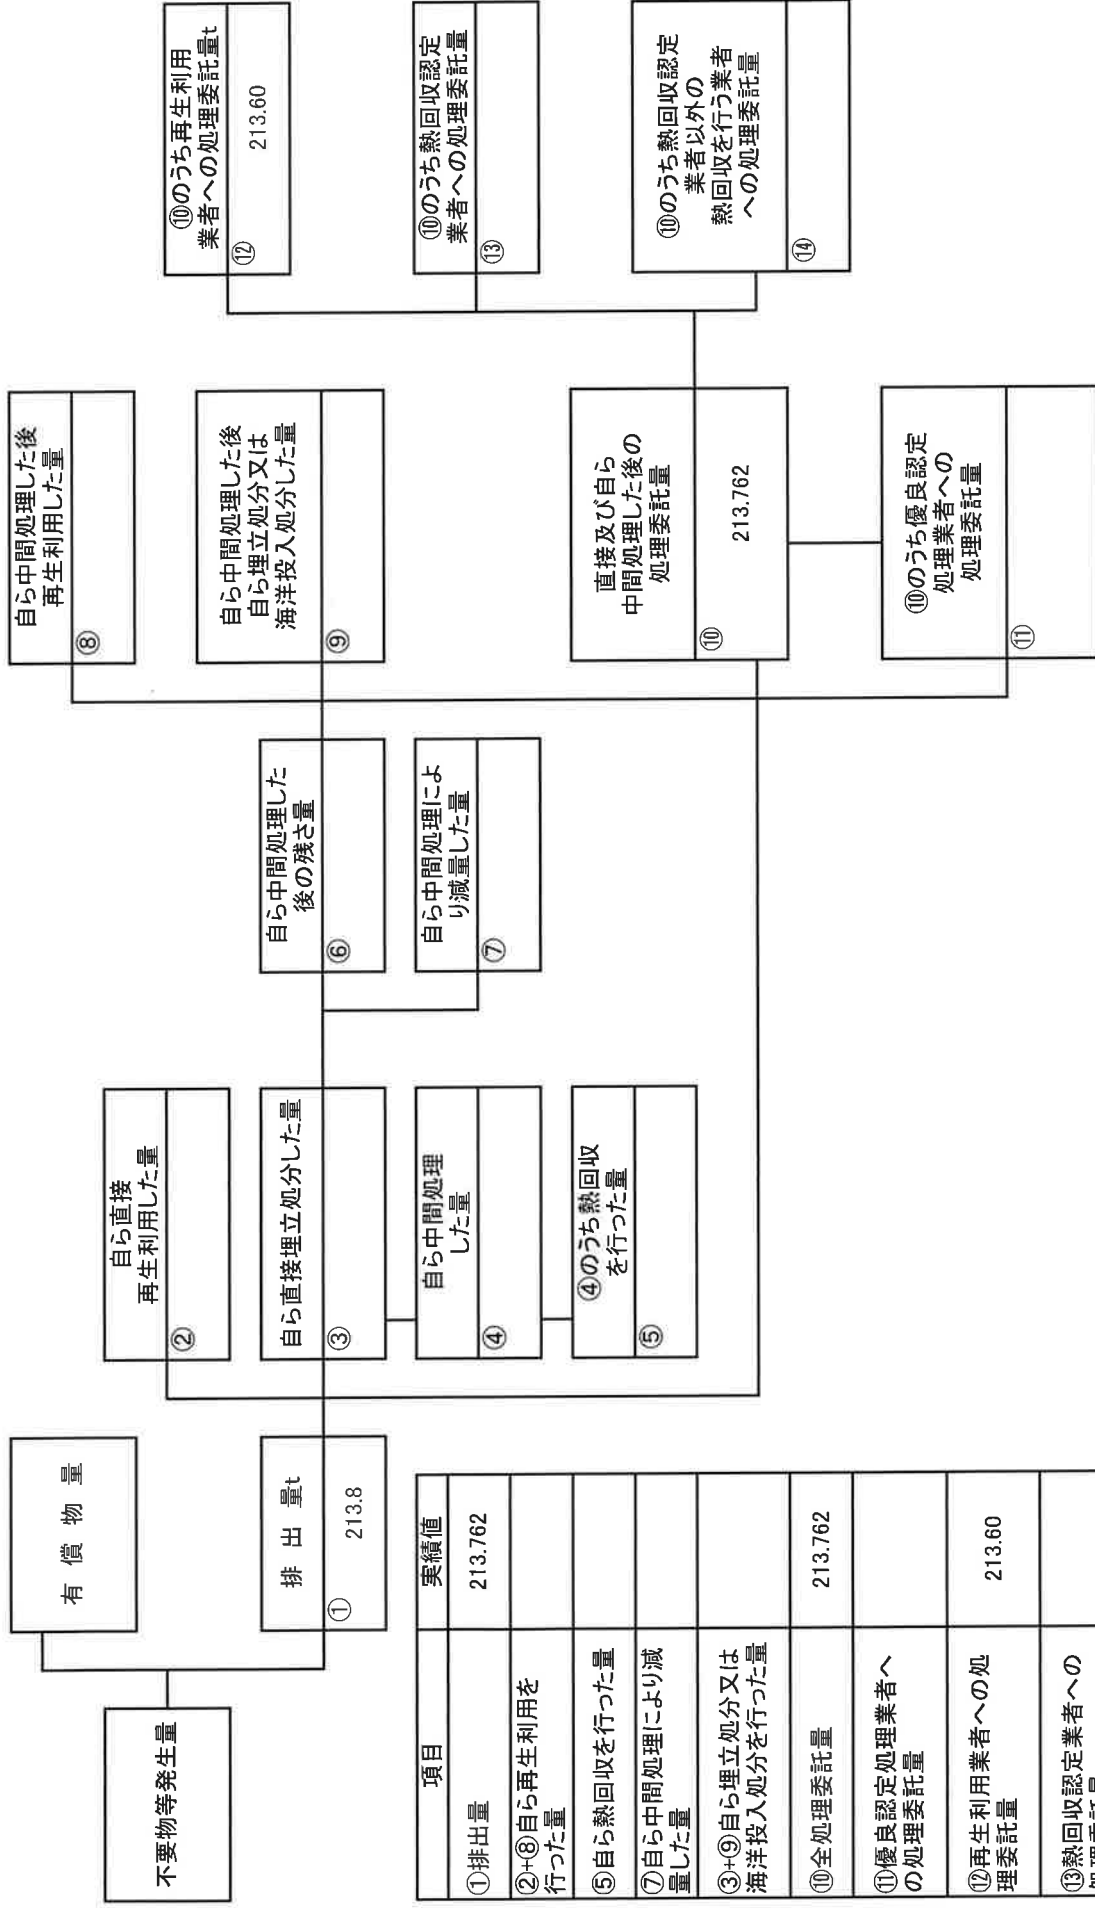 不要物等発生量
有 償 物 量
排 出 量t
①
213.8
自ら直接
再生利用した量
②
自ら直接埋立処分した量
③
自ら中間処理
した量
④
④のうち熱回収
を行った量
⑤
自ら中間処理した
後の残さ量
⑥
自ら中間処理によ
り減量した量
⑦
自ら中間処理した後
再生利用した量
⑧
自ら中間処理した後
自ら埋立処分又は
海洋投入処分した量
⑨
直接及び自ら
中間処理した後の
処理委託量
⑩
213.762
⑩のうち優良認定
処理業者への
処理委託量
⑪
⑩のうち再生利用
業者への処理委託量t
⑫
213.60
⑩のうち熱回収認定
業者への処理委託量
⑬
⑩のうち熱回収認定
業者以外の
熱回収を行う業者
への処理委託量
⑭
項目 実績値
①排出量 213.762
②+⑧自ら再生利用を
行った量
⑤自ら熱回収を行った量
⑦自ら中間処理により減
量した量
③+⑨自ら埋立処分又は
海洋投入処分を行った量
⑩全処理委託量 213.762
⑪優良認定処理業者へ
の処理委託量
⑫再生利用業者への処
理委託量 213.60
⑬熱回収認定業者への